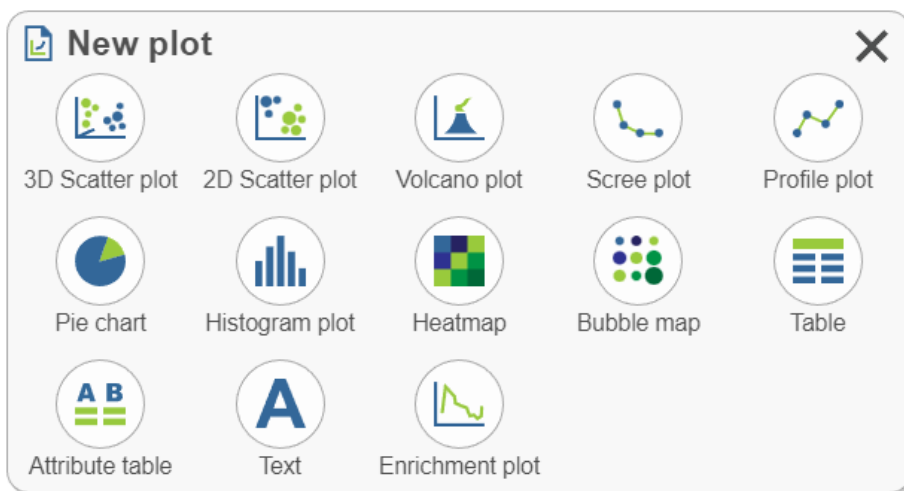 New plot
3D Scatter plot
2D Scatter plot
Volcano plot
Scree plot
Profile plot
Pie chart
Histogram plot
Heatmap
Bubble map
Table
A B
Attribute table
A
Text
Enrichment plot